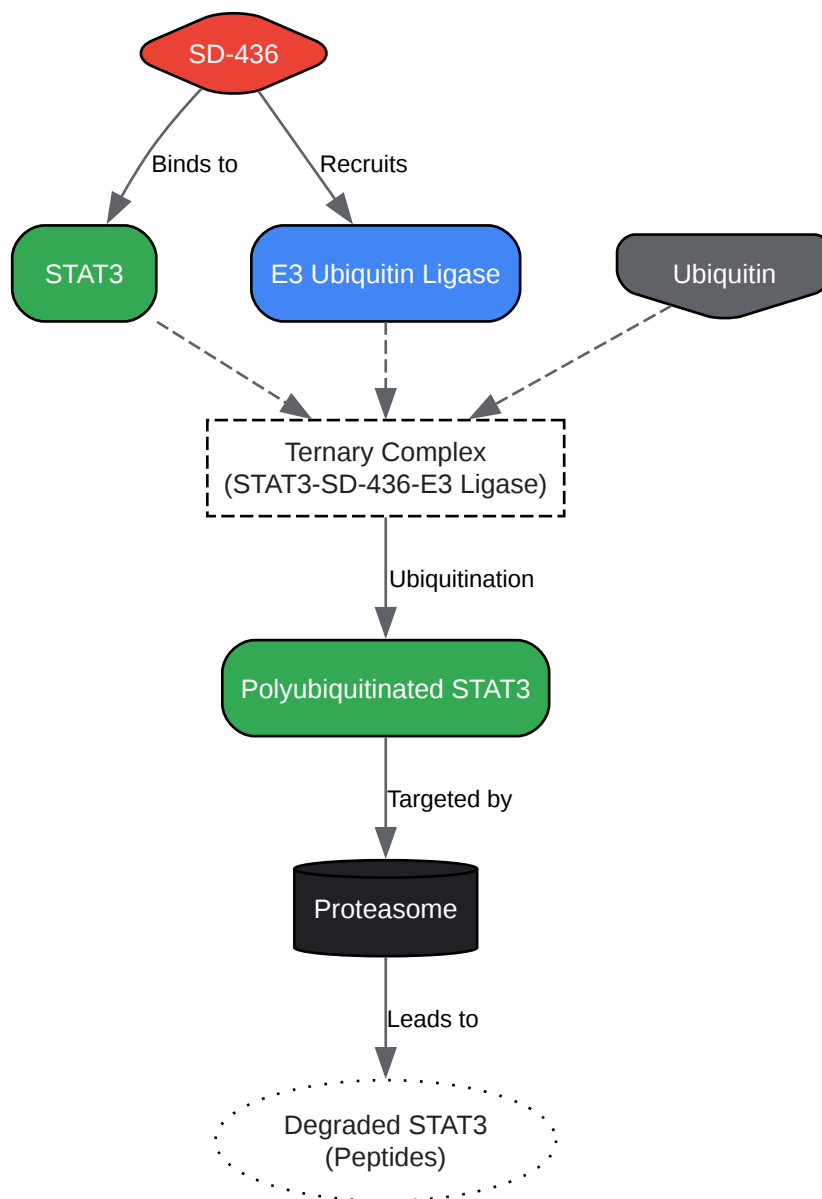 SD-436
Binds to
Recruits
STAT3
E3 Ubiquitin Ligase
Ubiquitin
Ternary Complex
(STAT3-SD-436-E3 Ligase)
Ubiquitination
Polyubiquitinated STAT3
Targeted by
Proteasome
Leads to
Degraded STAT3
(Peptides)